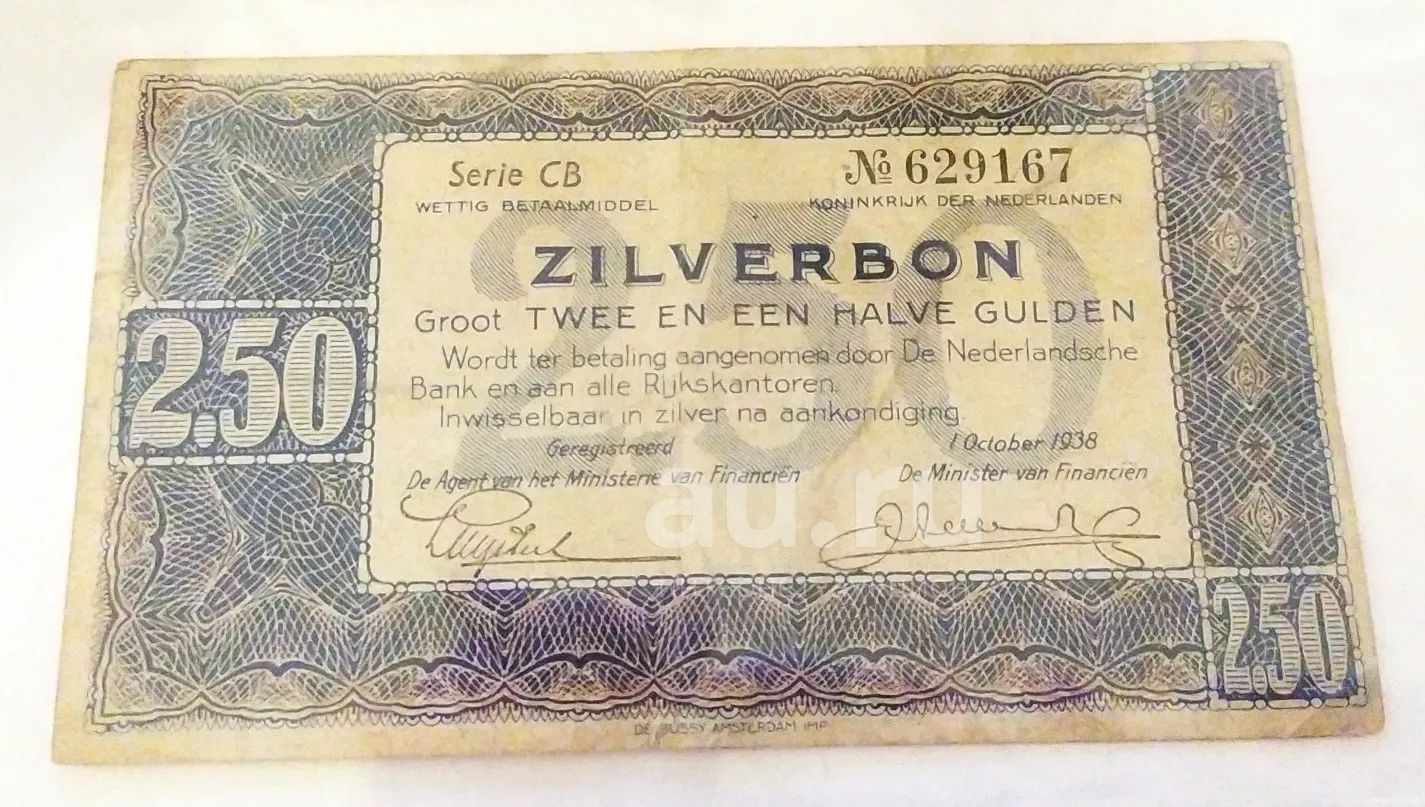 Serie CB
№ 629167
WETTIG BETAALMIDDEL
KONINKRIJK DER NEDERLANDEN
ZILVERBON
Groot TWEE EN EEN HALVE GULDEN
2.50
Wordt ter betaling aangenomen door De Nederlandsche
Bank en aan alle Rijkskantoren.
Inwisselbaar in zilver na aankondiging.
Geregistreerd
1 October 1938
De Agent van het Ministerie van Financiën
De Minister van Financiën
au.ru
2.50
2.50
DE BUSSY AMSTERDAM IMP